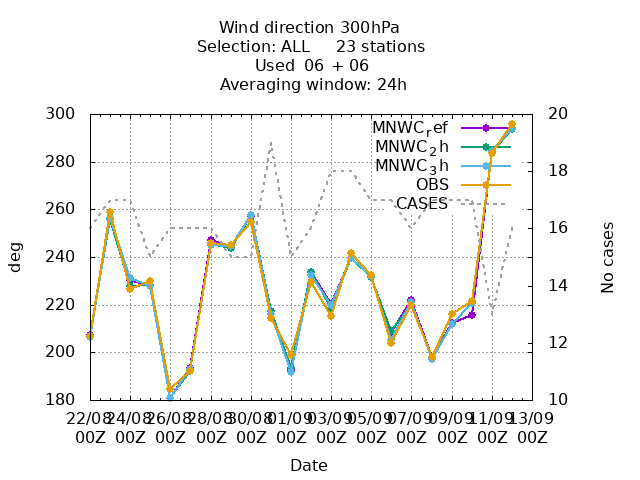 Wind direction 300hPa
Selection: ALL 23 stations
Used 06 + 06
Averaging window: 24h
300
280
260
240
220
200
180
deg
20
18
16
14
12
10
No cases
MNWC_ref
MNWC_2h
MNWC_3h
OBS
CASES
22/08 24/08 26/08 28/08 30/08 01/09 03/09 05/09 07/09 09/09 11/09 13/09
00Z 00Z 00Z 00Z 00Z 00Z 00Z 00Z 00Z 00Z 00Z 00Z
Date